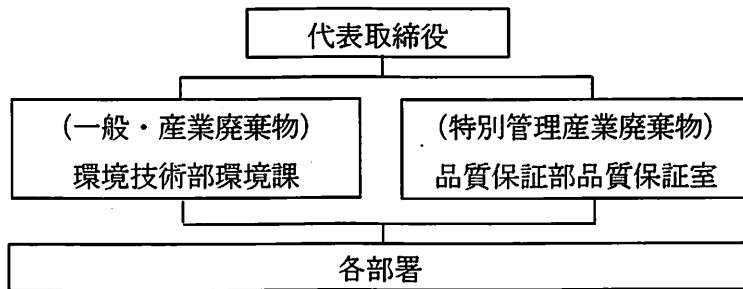 代表取締役
(一般・産業廃棄物)
環境技術部環境課
(特別管理産業廃棄物)
品質保証部品質保証室
各部署